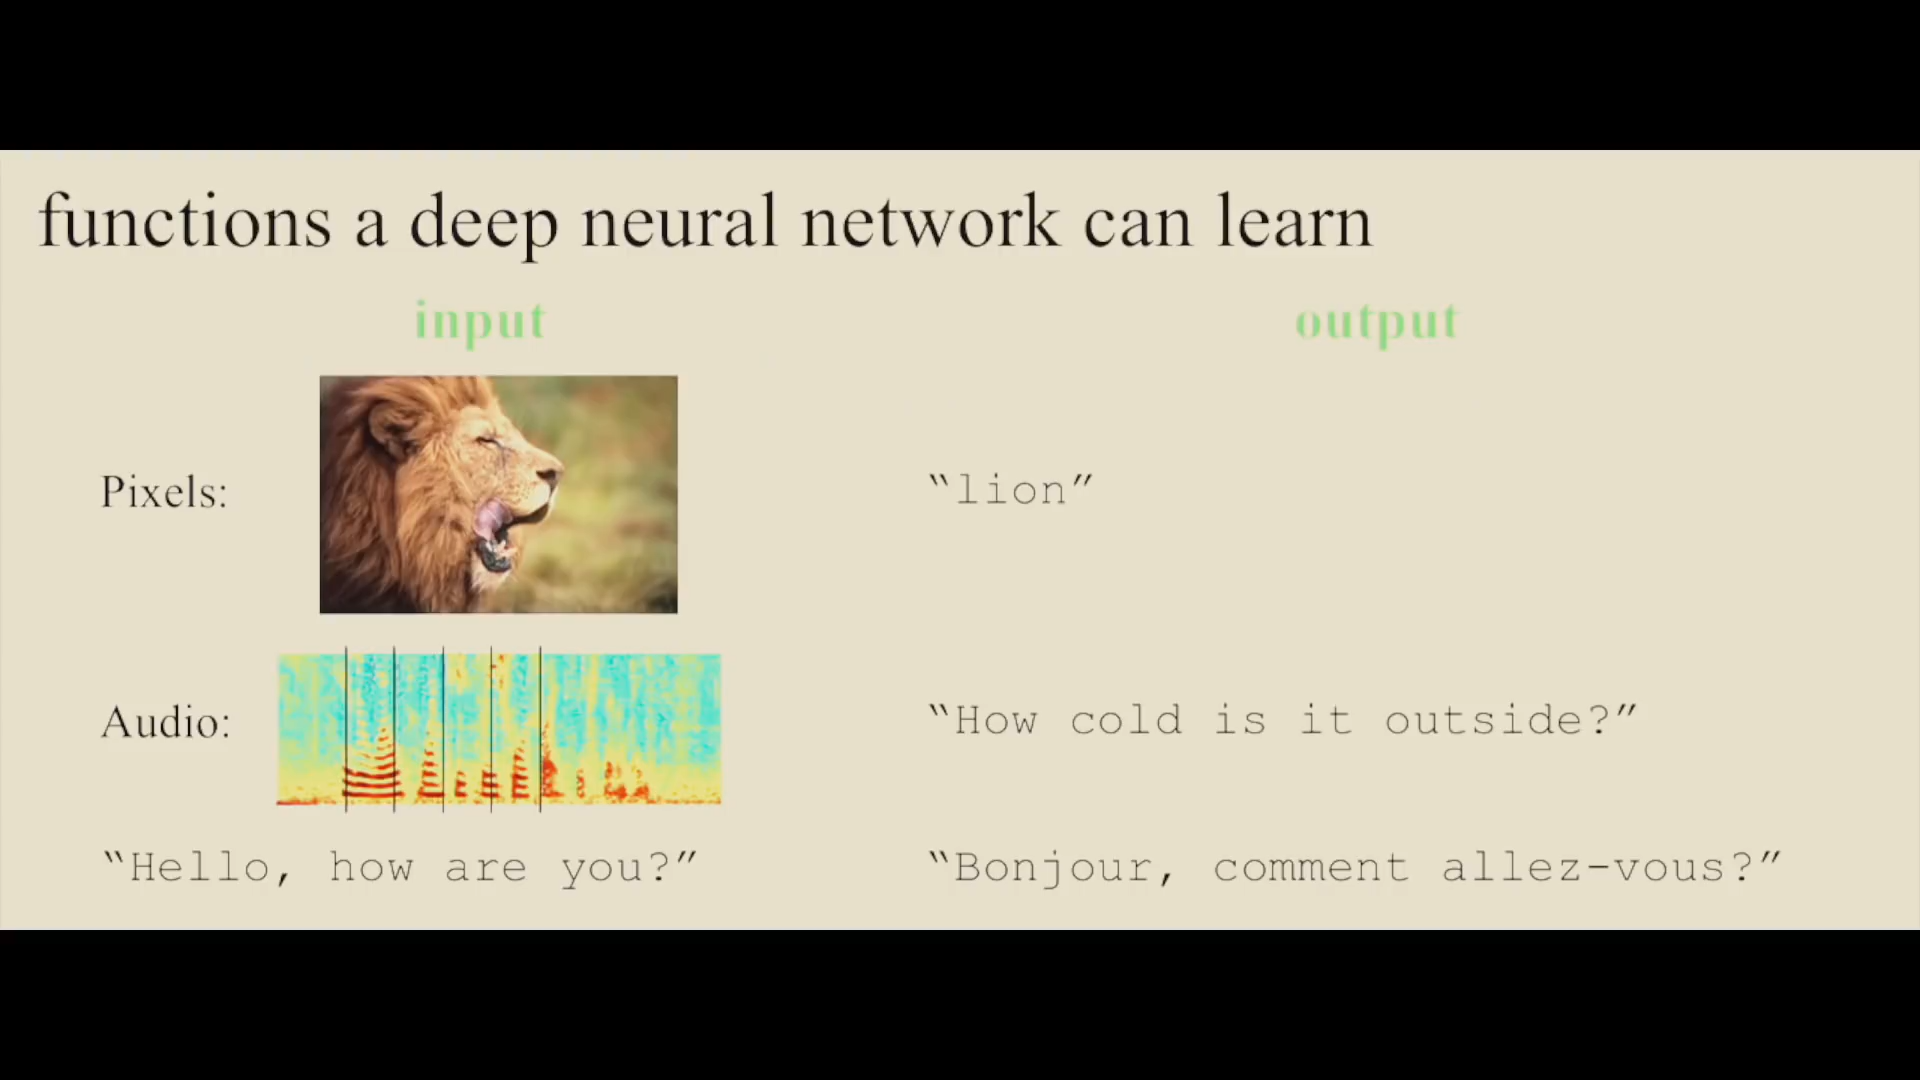 functions a deep neural network can learn
input output
Pixels: “lion”
Audio: “How cold is it outside?”
“Hello, how are you?” “Bonjour, comment allez-vous?”